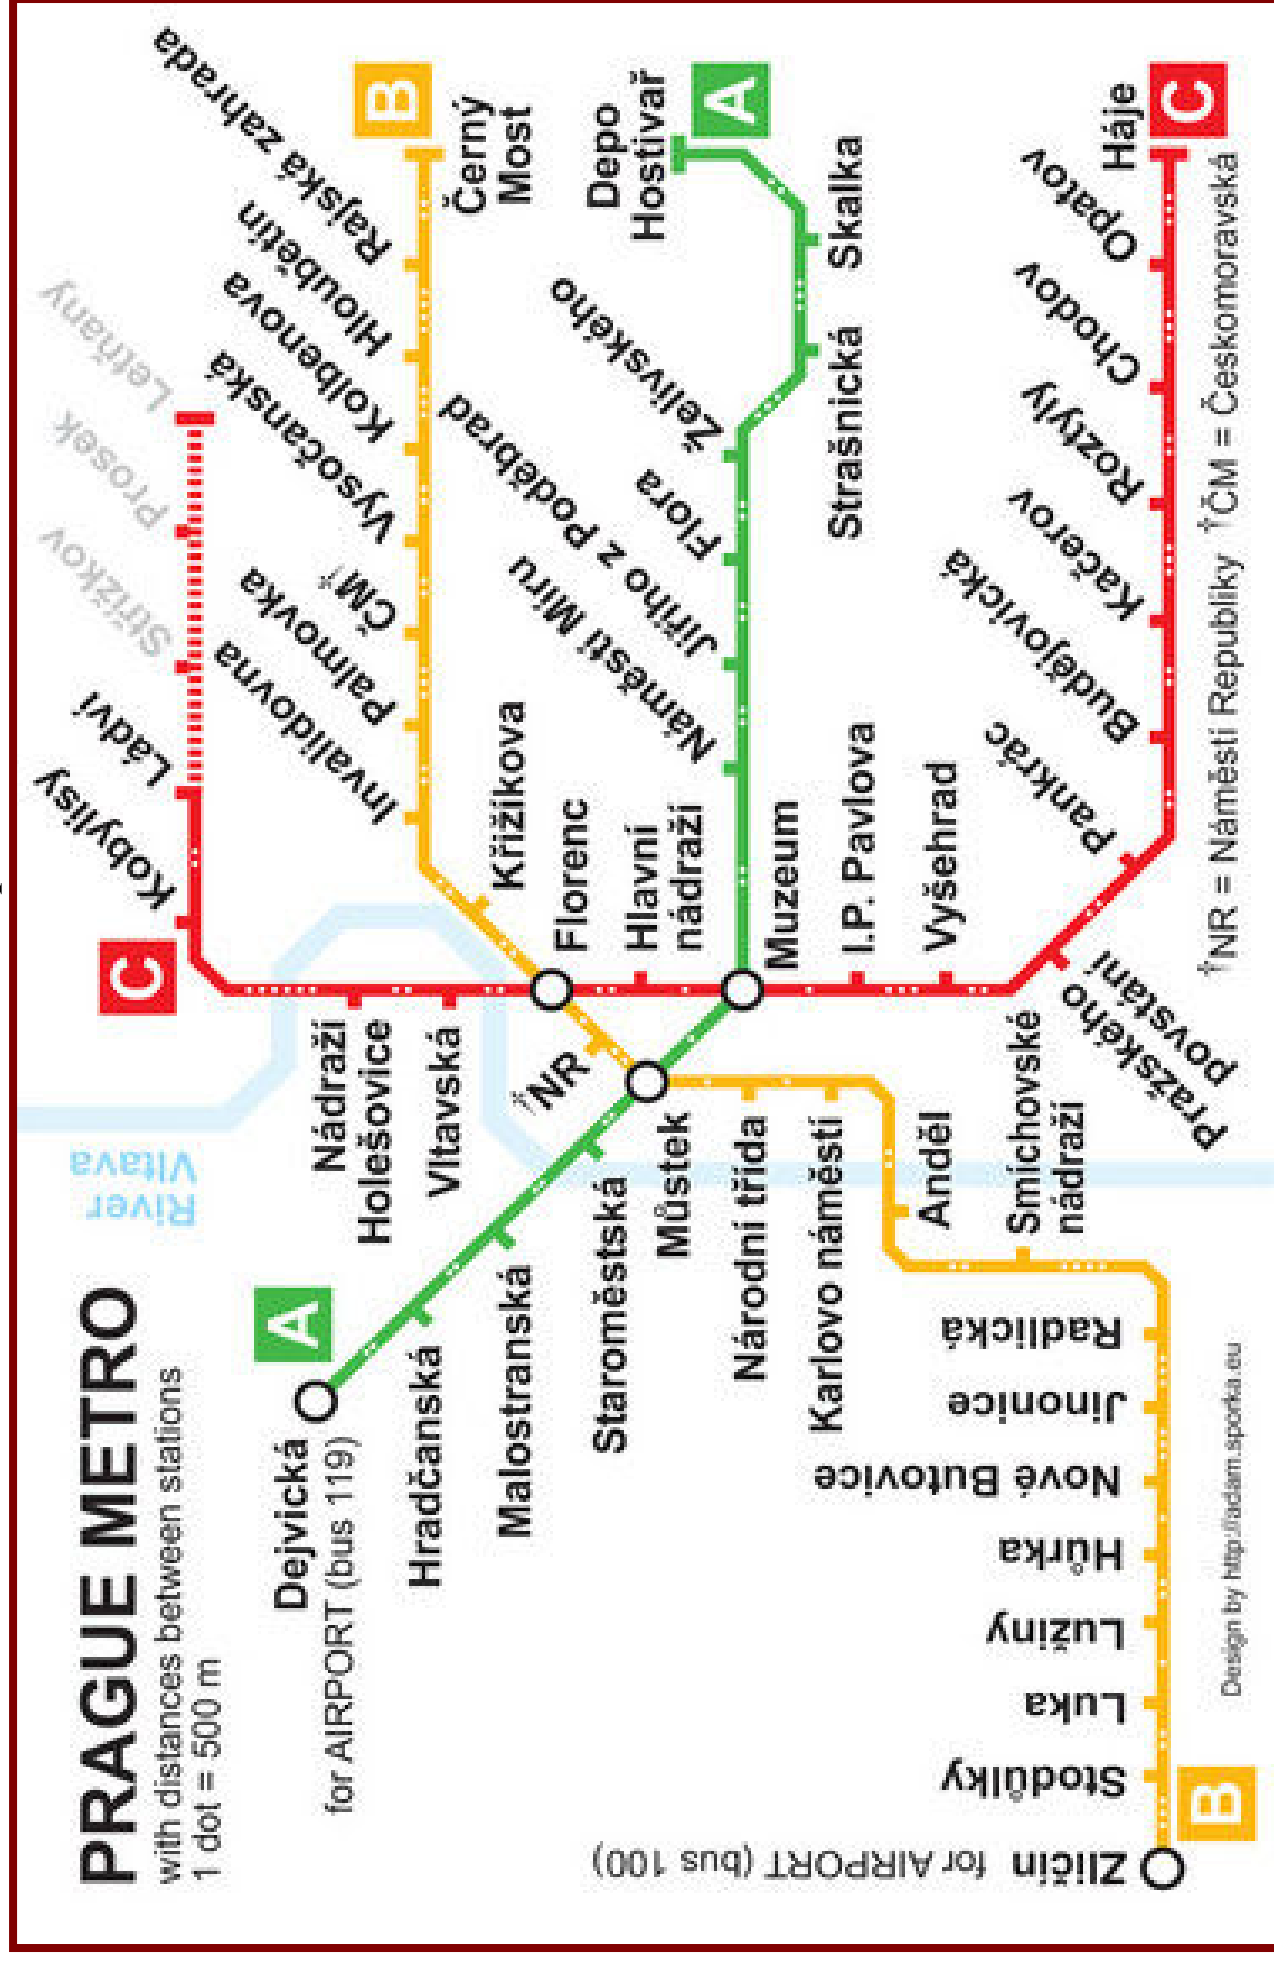 PRAGUE METRO
with distances between stations
1 dot = 500 m
River
Vltava
C
Kobylisy
Ládví
Střížkov
Prosek
Letňany
Nádraží
Holešovice
Vltavská
Florenc
Hlavní
nádraží
Muzeum
I.P. Pavlova
Vyšehrad
Pražského
povstání
Pankrác
Budějovická
Kačerov
Roztyly
Chodov
Opatov
Háje
C
A
Dejvická
for AIRPORT (bus 119)
Hradčanská
Malostranská
Staroměstská
Můstek
Náměstí Míru
Jiřího z Poděbrad
Flora
Želivského
Strašnická
Skalka
Depo
Hostivař
A
B
Černý
Most
Rajská zahrada
Hloubětín
Kolbenova
Vysočanská
ČM†
Palmovka
Invalidovna
Křižíkova
†NR
Národní třída
Karlovo náměstí
Anděl
Smíchovské
nádraží
Radlická
Jinonice
Nové Butovice
Hůrka
Lužiny
Luka
Stodůlky
Zličín for AIRPORT (bus 100)
B
†NR = Náměstí Republiky †ČM = Českomoravská
Design by http://adam.sporka.eu